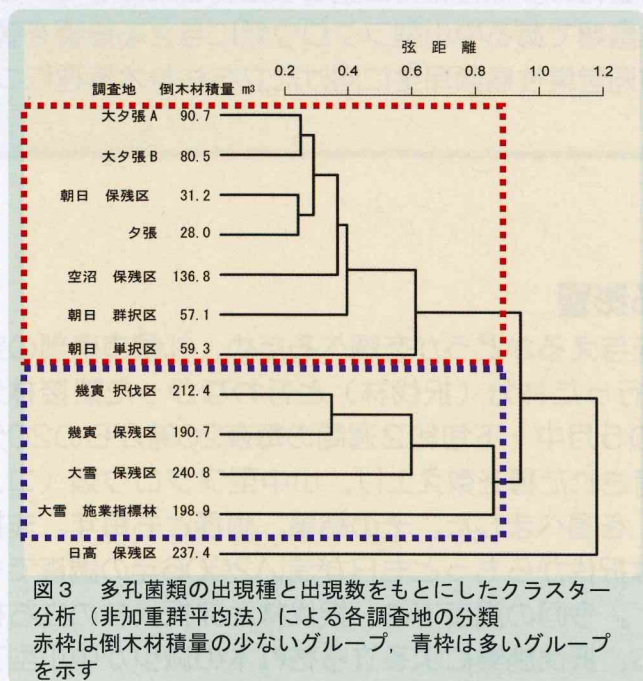 弦距離
0.2 0.4 0.6 0.8 1.0 1.2
調査地 倒木材積量 m³
大夕張 A 90.7
大夕張 B 80.5
朝日 保残区 31.2
夕張 28.0
空沼 保残区 136.8
朝日 群択区 57.1
朝日 単択区 59.3
幾寅 択伐区 212.4
幾寅 保残区 190.7
大雪 保残区 240.8
大雪 施業指標林 198.9
日高 保残区 237.4
図3 多孔菌類の出現種と出現数をもとにしたクラスター
分析(非加重群平均法)による各調査地の分類
赤枠は倒木材積量の少ないグループ,青枠は多いグループ
を示す